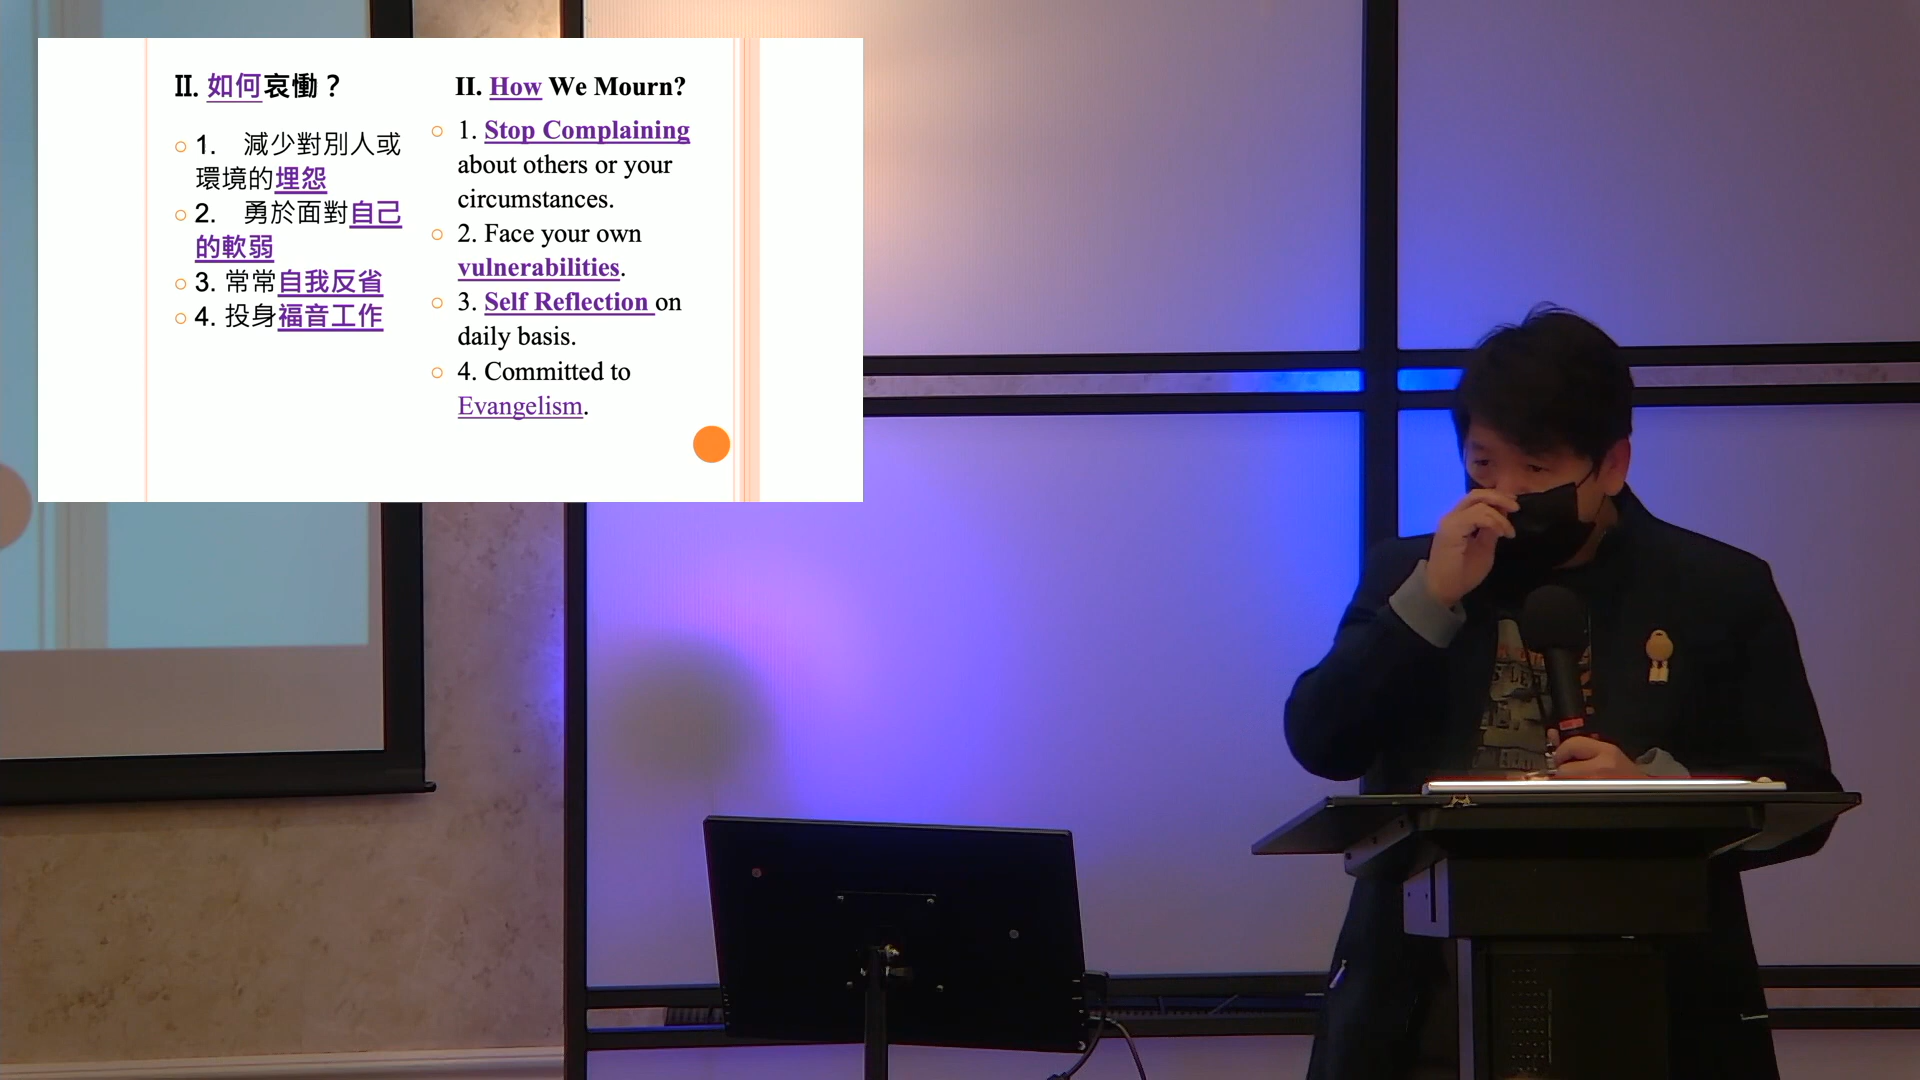 II. 如何哀慟？
1. 減少對別人或
環境的埋怨
2. 勇於面對自己
的軟弱
3. 常常自我反省
4. 投身福音工作
II. How We Mourn?
1. Stop Complaining
about others or your
circumstances.
2. Face your own
vulnerabilities.
3. Self Reflection on
daily basis.
4. Committed to
Evangelism.